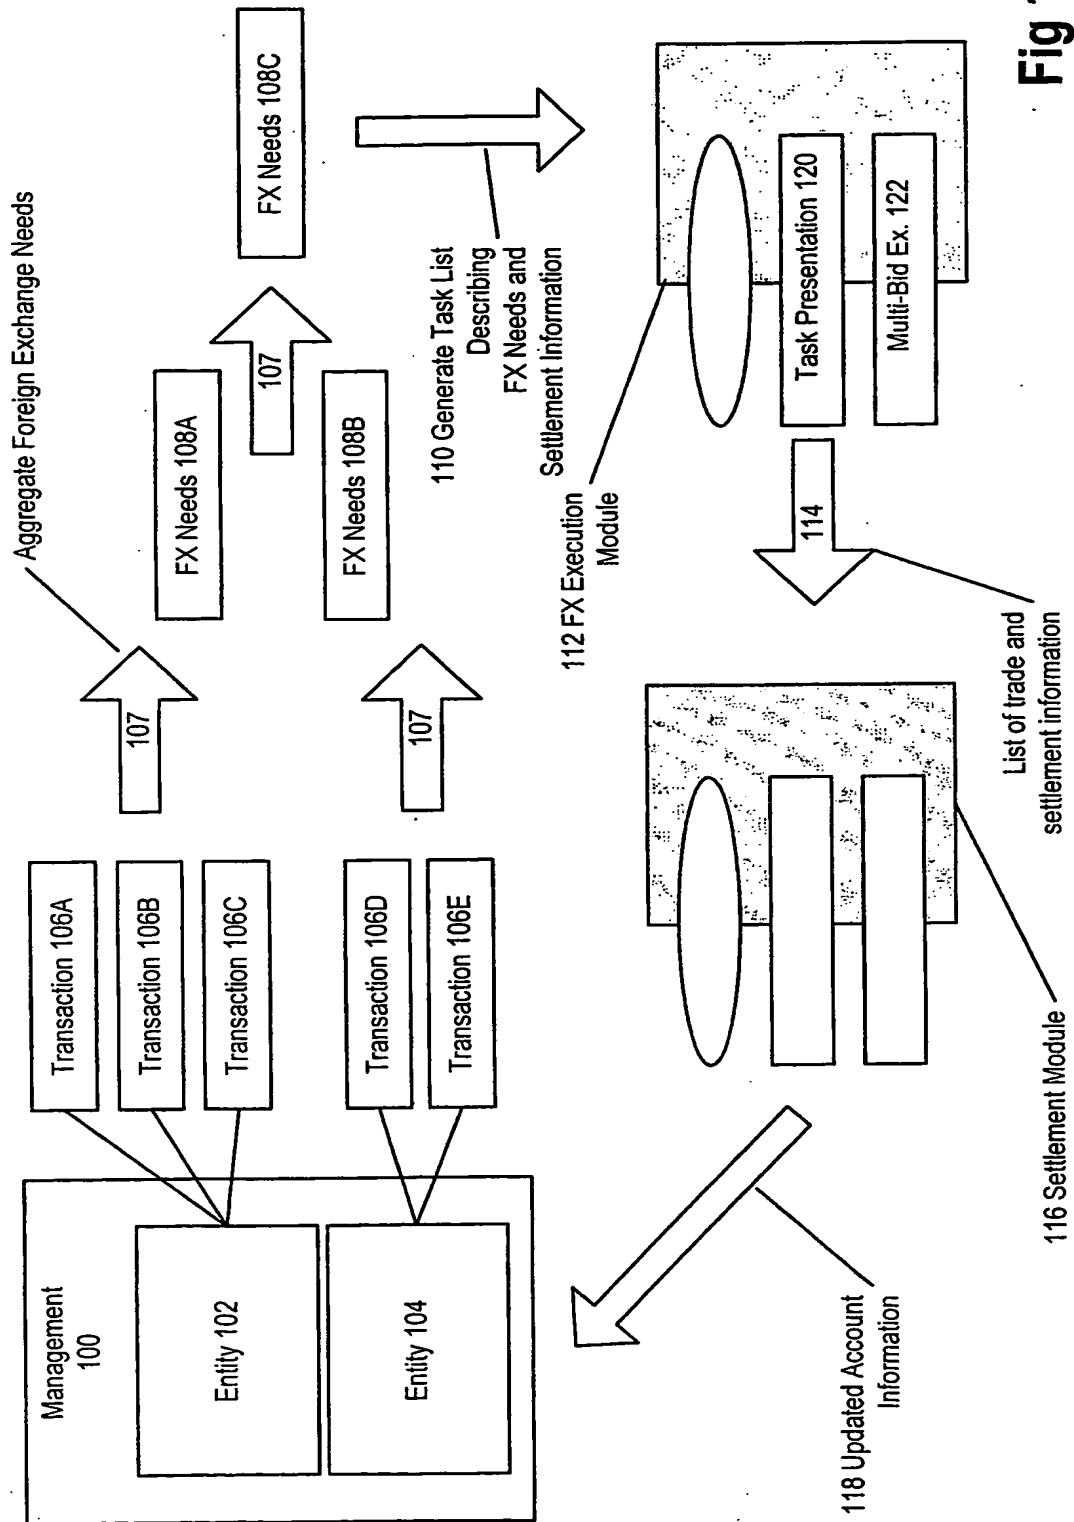 Management
100
Entity 102
Entity 104
Transaction 106A
Transaction 106B
Transaction 106C
Transaction 106D
Transaction 106E
107
107
Aggregate Foreign Exchange Needs
FX Needs 108A
FX Needs 108B
107
FX Needs 108C
110 Generate Task List
Describing
FX Needs and
Settlement Information
112 FX Execution
Module
Task Presentation 120
Multi-Bid Ex. 122
114
List of trade and
settlement information
116 Settlement Module
118 Updated Account
Information
Fig